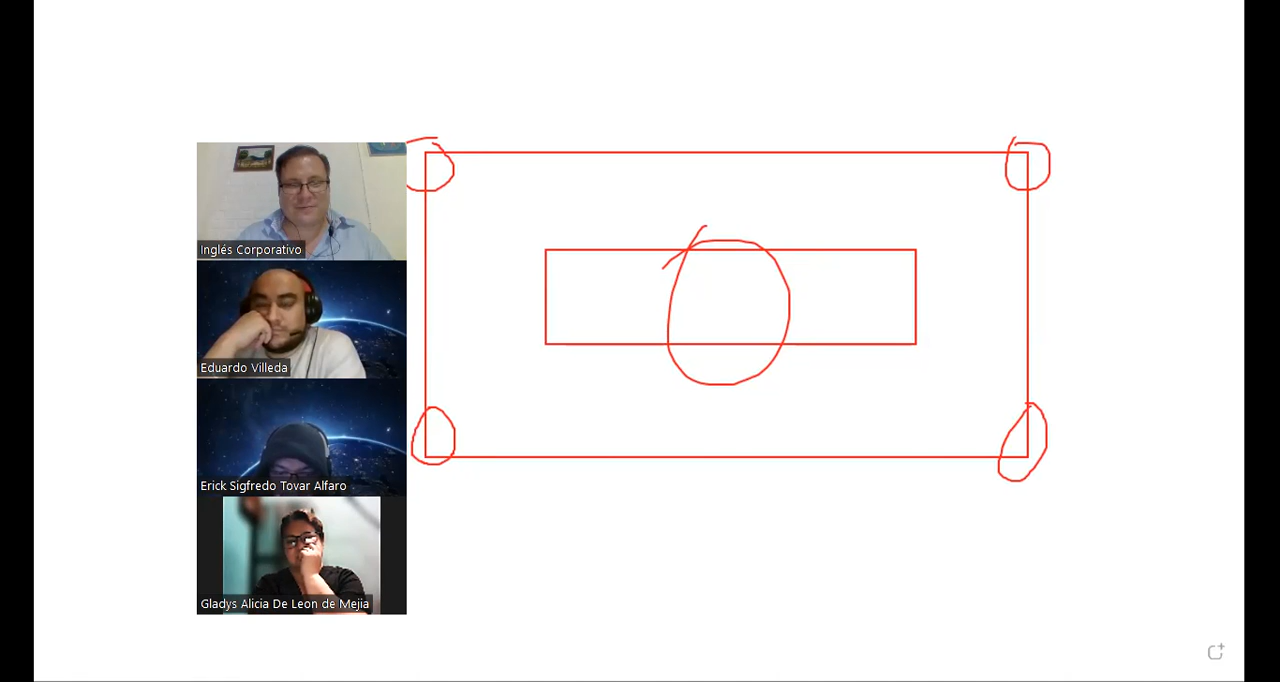 Inglés Corporativo
Eduardo Villeda
Erick Sigfredo Tovar Alfaro
Gladys Alicia De Leon de Mejia